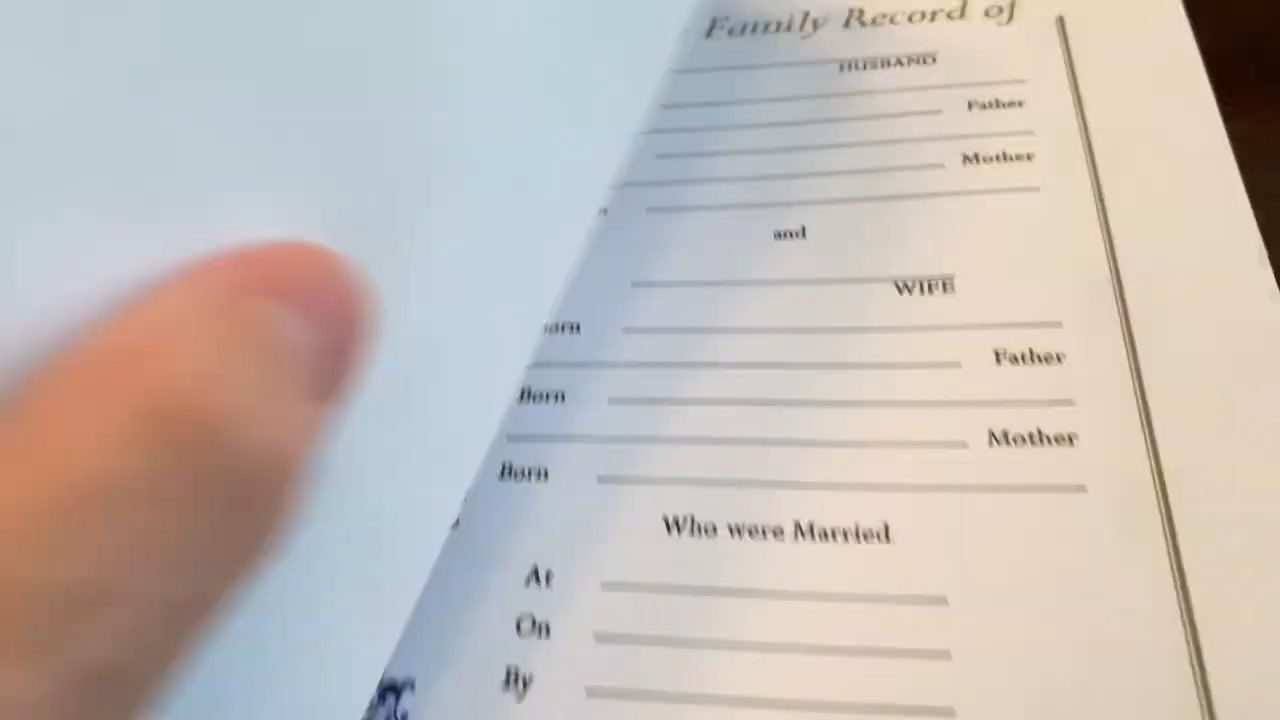 Family Record of
HUSBAND
Father
Mother
and
WIFE
Father
Born
Mother
Born
Who were Married
At
On
By